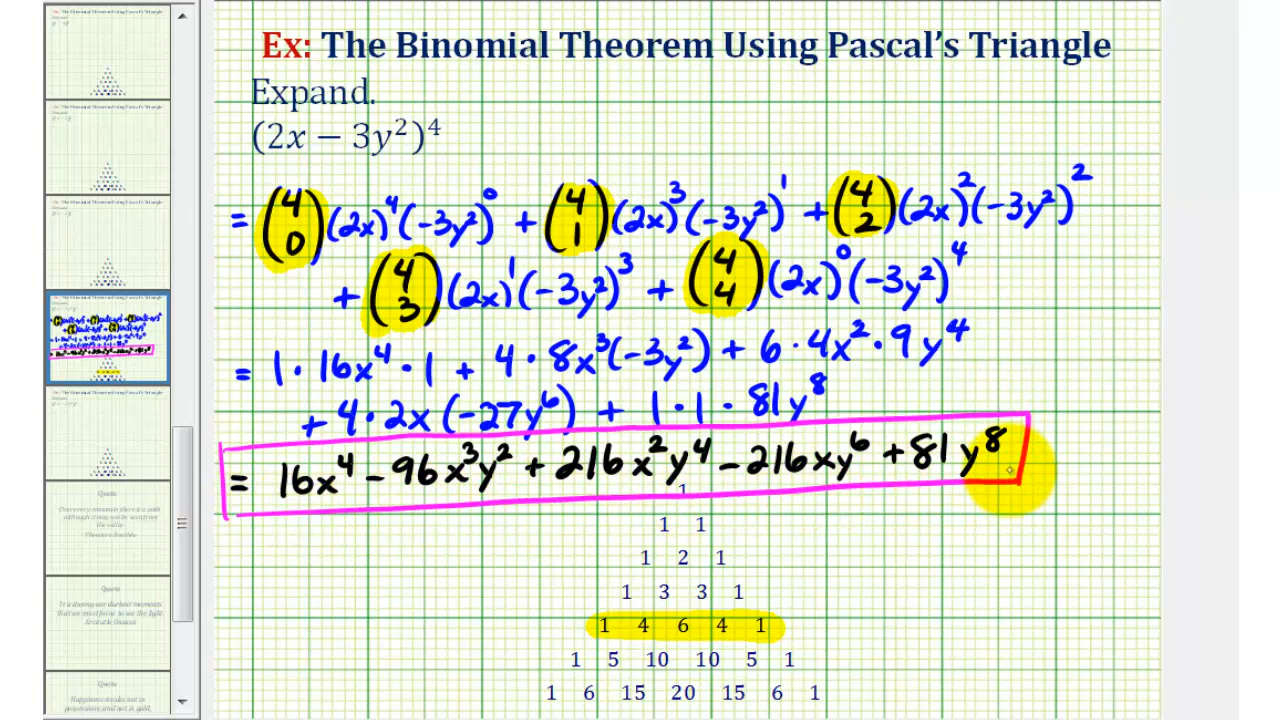 Ex: The Binomial Theorem Using Pascal's Triangle
Expand.
(2x − 3y²)⁴
= (4 0)(2x)⁴(-3y²)⁰ + (4 1)(2x)³(-3y²)¹ + (4 2)(2x)²(-3y²)²
+ (4 3)(2x)¹(-3y²)³ + (4 4)(2x)⁰(-3y²)⁴
= 1 · 16x⁴ · 1 + 4 · 8x³(-3y²) + 6 · 4x² · 9y⁴
+ 4 · 2x (-27y⁶) + 1 · 1 · 81y⁸
= 16x⁴ - 96x³y² + 216x²y⁴ - 216xy⁶ + 81y⁸
1
1 1
1 2 1
1 3 3 1
1 4 6 4 1
1 5 10 10 5 1
1 6 15 20 15 6 1
Quote
Quote
Quote